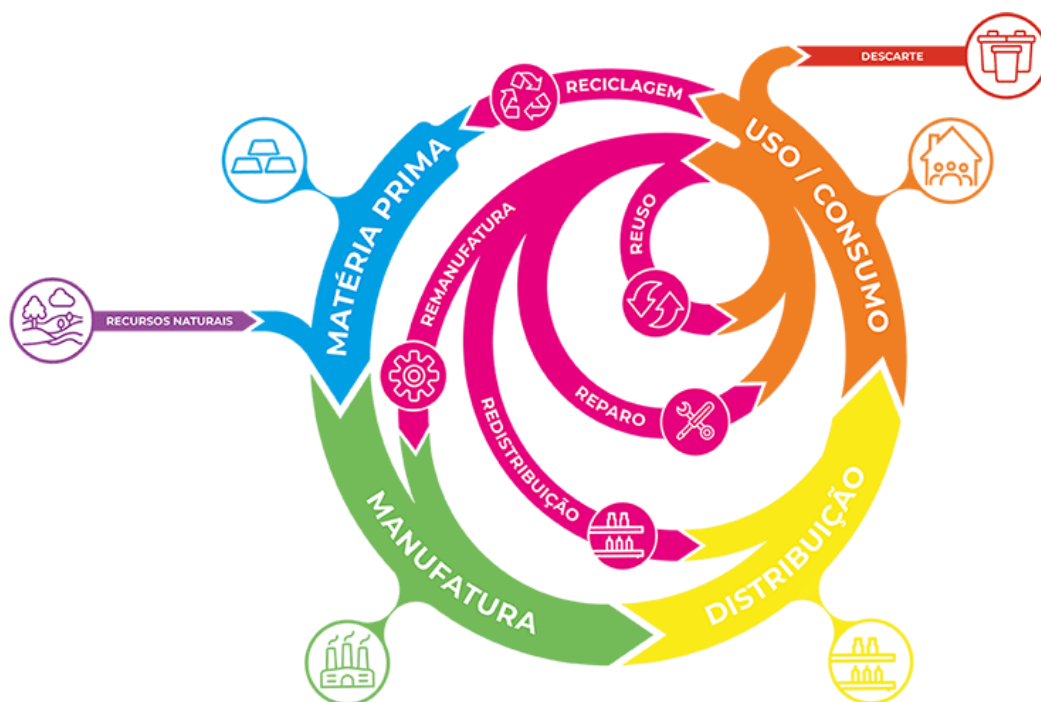 DESCARTE
RECICLAGEM
USO / CONSUMO
MATÉRIA PRIMA
REUSO
REMANUFATURA
RECURSOS NATURAIS
REPARO
REDISTRIBUIÇÃO
MANUFATURA
DISTRIBUIÇÃO